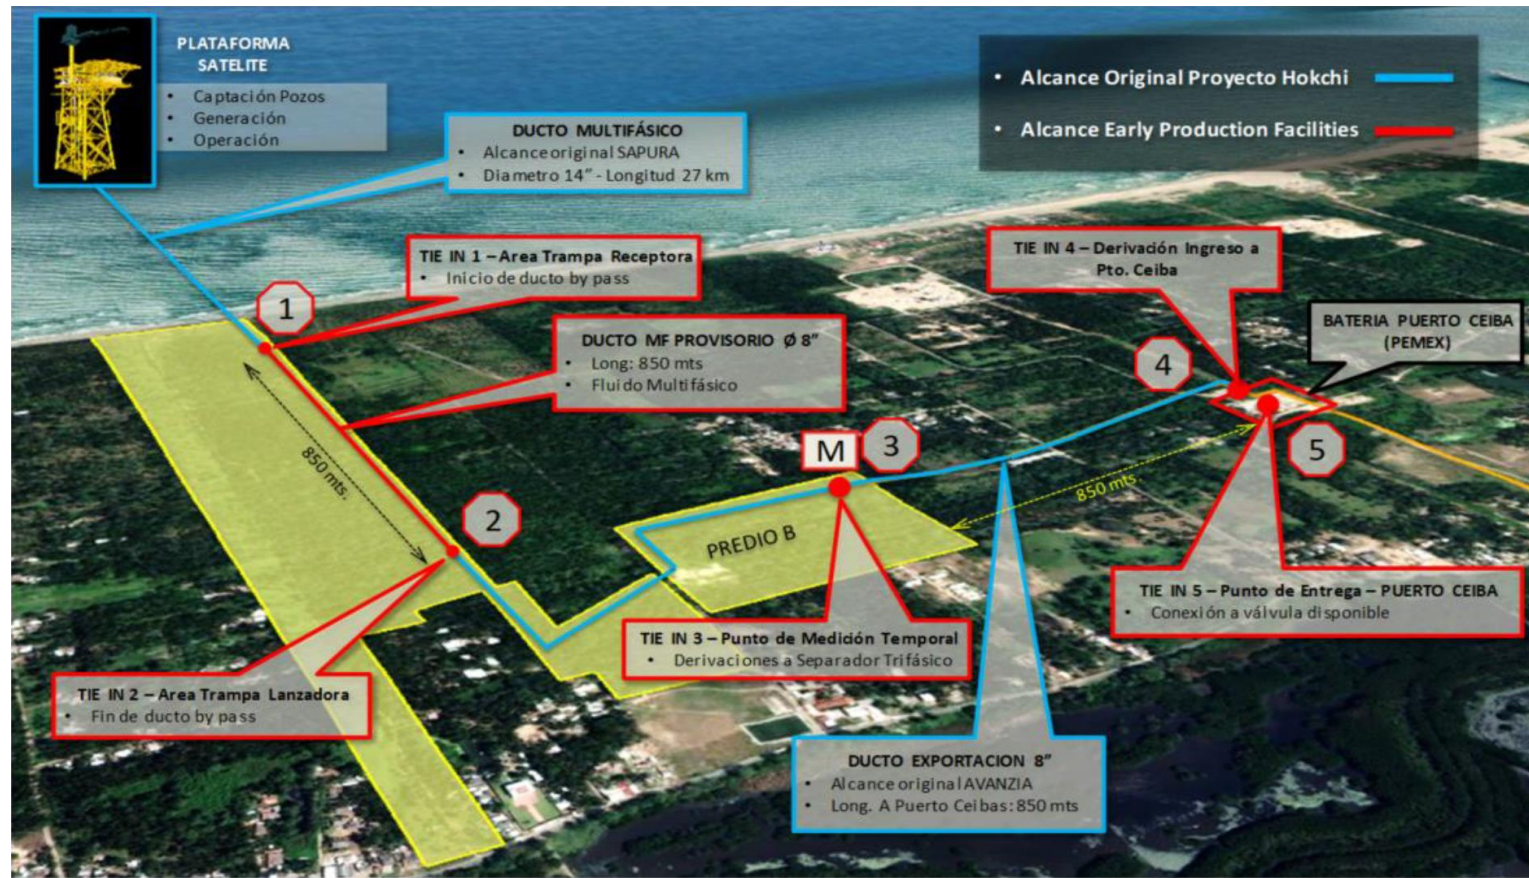 PLATAFORMA
SATELITE
• Captación Pozos
• Generación
• Operación
• Alcance Original Proyecto Hokchi
• Alcance Early Production Facilities
DUCTO MULTIFÁSICO
• Alcance original SAPURA
• Diametro 14” - Longitud 27 km
TIE IN 1 – Area Trampa Receptora
• Inicio de ducto by pass
TIE IN 4 – Derivación Ingreso a
Pto. Ceiba
1
DUCTO MF PROVISORIO Ø 8”
• Long: 850 mts
• Fluido Multifásico
BATERIA PUERTO CEIBA
(PEMEX)
4
850 mts.
M
3
5
850 mts.
2
PREDIO B
TIE IN 5 – Punto de Entrega – PUERTO CEIBA
• Conexión a válvula disponible
TIE IN 3 – Punto de Medición Temporal
• Derivaciones a Separador Trifásico
TIE IN 2 – Area Trampa Lanzadora
• Fin de ducto by pass
DUCTO EXPORTACION 8”
• Alcance original AVANZIA
• Long. A Puerto Ceibas: 850 mts